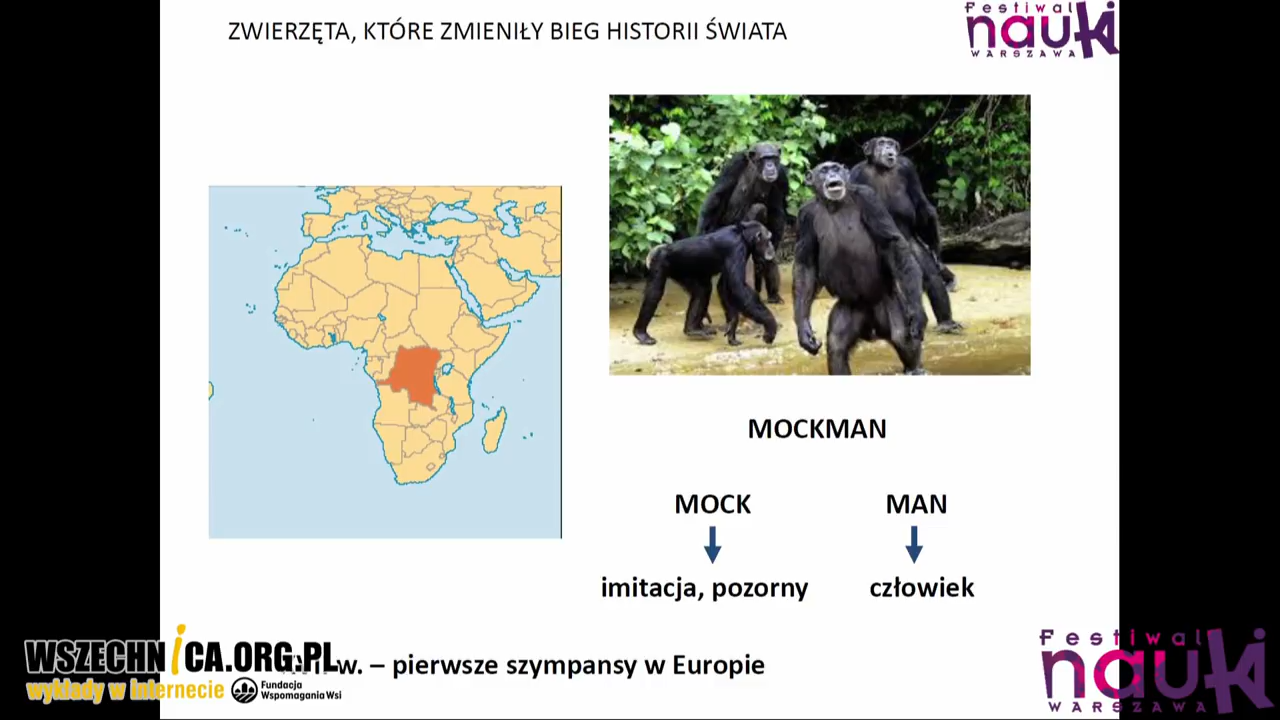 ZWIERZĘTA, KTÓRE ZMIENIŁY BIEG HISTORII ŚWIATA
Festiwal
nauki
WARSZAWA
MOCKMAN
MOCK MAN
imitacja, pozorny człowiek
w. – pierwsze szympansy w Europie
WSZECHNICA.ORG.PL
wykłady w internecie
Fundacja
Wspomagania Wsi
Festiwal
nauki
WARSZAWA